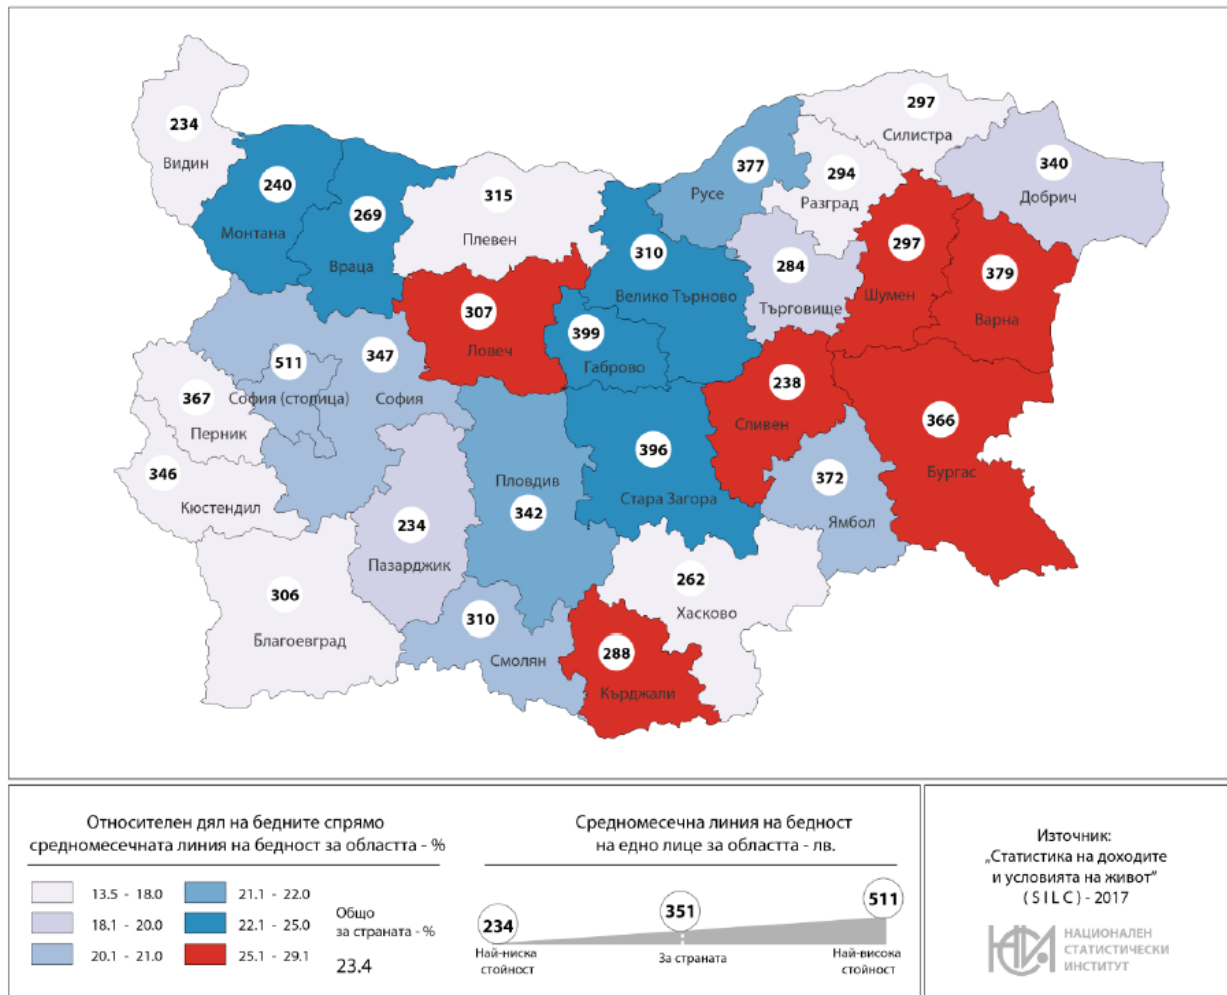 234
Видин
240
Монтана
269
Враца
315
Плевен
307
Ловеч
310
Велико Търново
399
Габрово
377
Русе
297
Силистра
294
Разград
340
Добрич
284
Търговище
297
Шумен
379
Варна
511
София (столица)
347
София
367
Перник
346
Кюстендил
306
Благоевград
234
Пазарджик
Пловдив
342
310
Смолян
396
Стара Загора
238
Сливен
372
Ямбол
366
Бургас
262
Хасково
288
Кърджали
Относителен дял на бедните спрямо
средномесечната линия на бедност за областта - %
13.5 - 18.0
18.1 - 20.0
20.1 - 21.0
21.1 - 22.0
22.1 - 25.0
25.1 - 29.1
Общо
за страната - %
23.4
Средномесечна линия на бедност
на едно лице за областта - лв.
234
351
511
Най-ниска
стойност
За страната
Най-висока
стойност
Източник:
„Статистика на доходите
и условията на живот“
( S I L C ) - 2017
НСИ
НАЦИОНАЛЕН
СТАТИСТИЧЕСКИ
ИНСТИТУТ